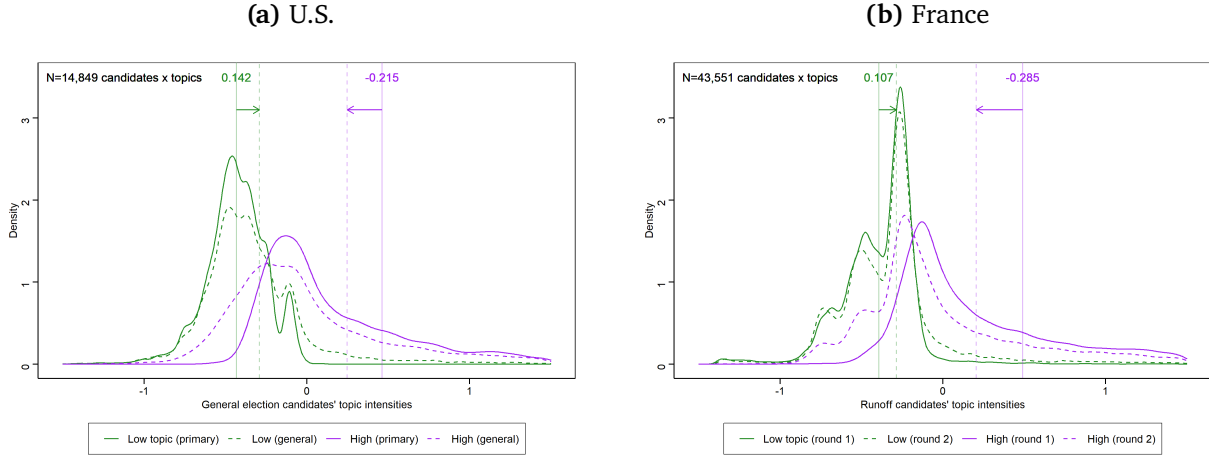 (a) U.S.
N=14,849 candidates x topics
0.142
-0.215
3
2
1
0
Density
-1
0
1
General election candidates' topic intensities
Low topic (primary)
Low (general)
High (primary)
High (general)
(b) France
N=43,551 candidates x topics
0.107
-0.285
3
2
1
0
Density
-1
0
1
Runoff candidates' topic intensities
Low topic (round 1)
Low (round 2)
High (round 1)
High (round 2)